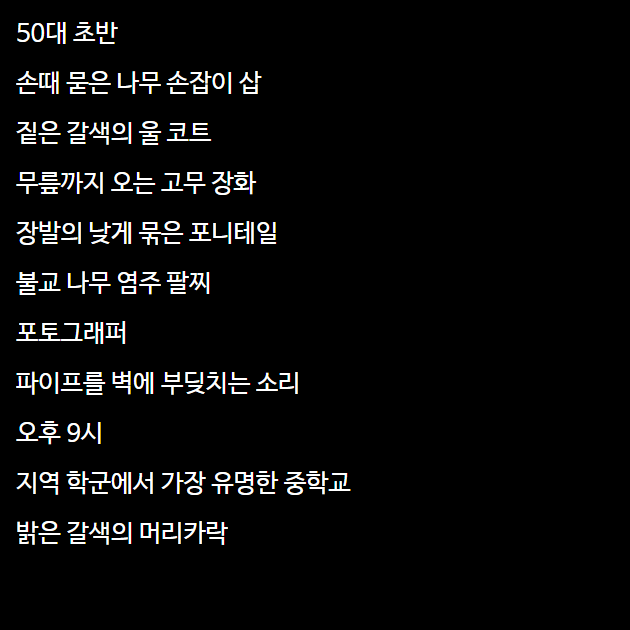 50대 초반
손때 묻은 나무 손잡이 삽
짙은 갈색의 울 코트
무릎까지 오는 고무 장화
장발의 낮게 묶은 포니테일
불교 나무 염주 팔찌
포토그래퍼
파이프를 벽에 부딪치는 소리
오후 9시
지역 학군에서 가장 유명한 중학교
밝은 갈색의 머리카락